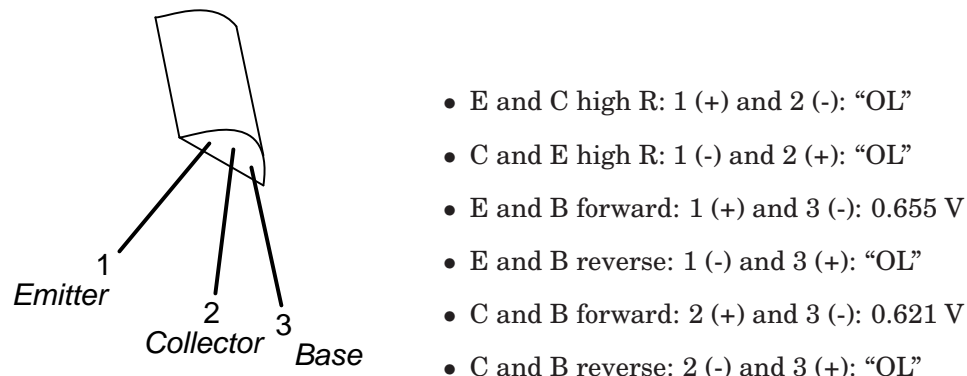 1
Emitter
2
Collector
3
Base
• E and C high R: 1 (+) and 2 (-): “OL”
• C and E high R: 1 (-) and 2 (+): “OL”
• E and B forward: 1 (+) and 3 (-): 0.655 V
• E and B reverse: 1 (-) and 3 (+): “OL”
• C and B forward: 2 (+) and 3 (-): 0.621 V
• C and B reverse: 2 (-) and 3 (+): “OL”